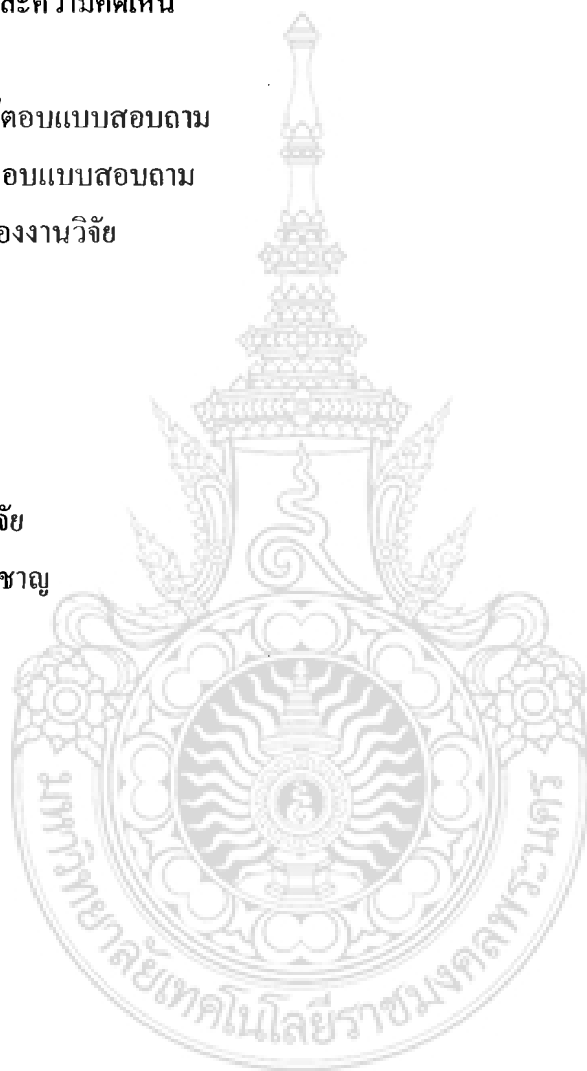 ละความคิดเห็น
ตอบแบบสอบถาม
อบแบบสอบถาม
องงานวิจัย
จัย
ชาญ
มหาวิทยาลัยเทคโนโลยีราชมงคลพระนคร